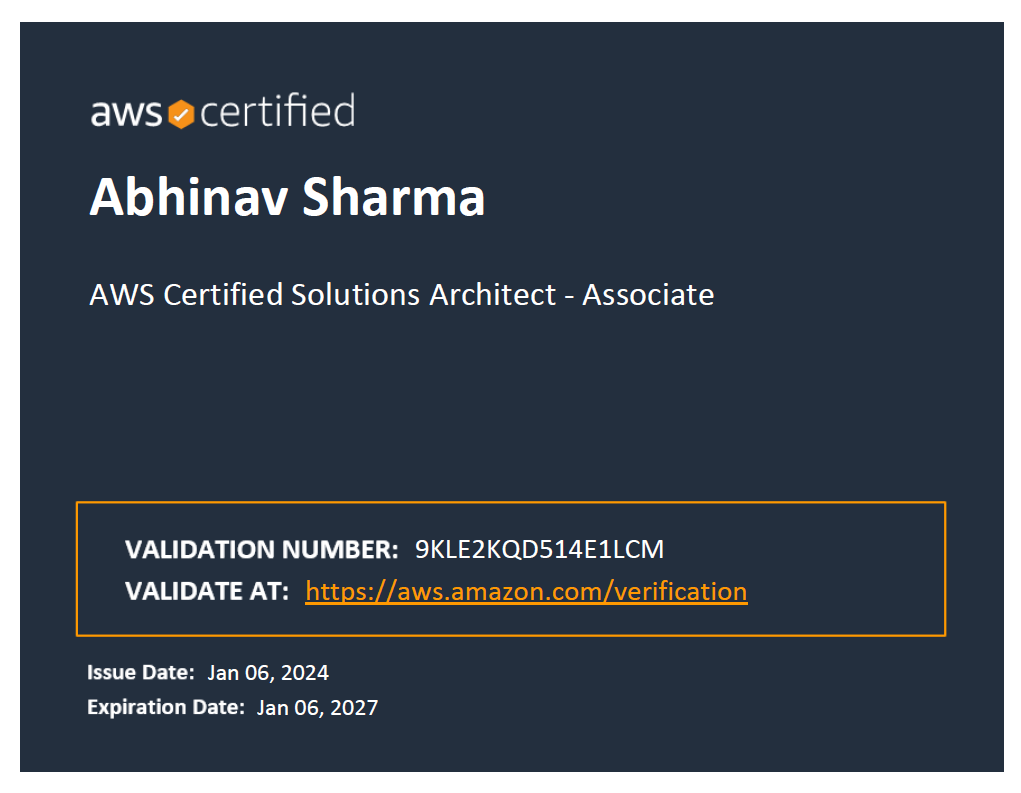 aws certified
Abhinav Sharma
AWS Certified Solutions Architect - Associate
VALIDATION NUMBER: 9KLE2KQD514E1LCM
VALIDATE AT: https://aws.amazon.com/verification
Issue Date: Jan 06, 2024
Expiration Date: Jan 06, 2027